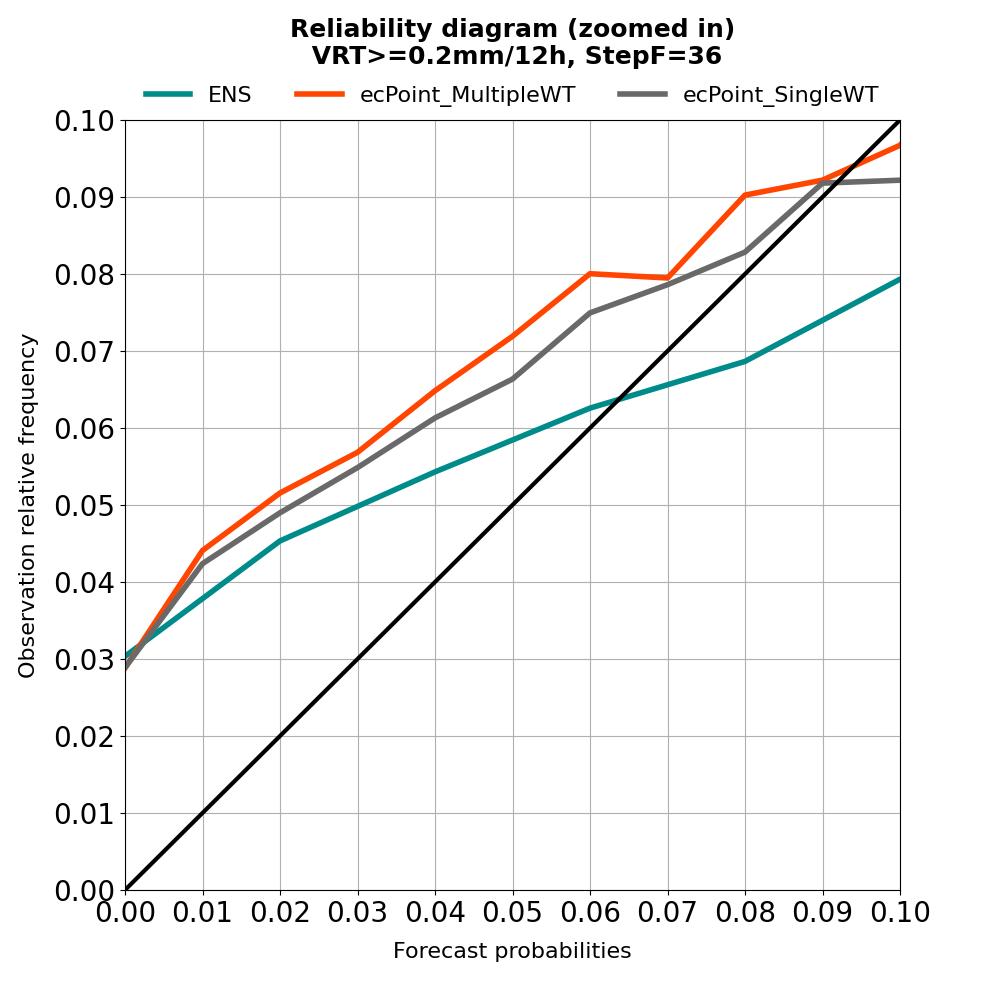 Reliability diagram (zoomed in)
VRT>=0.2mm/12h, StepF=36
ENS ecPoint_MultipleWT ecPoint_SingleWT
0.10
0.09
0.08
0.07
0.06
0.05
0.04
0.03
0.02
0.01
0.00
Observation relative frequency
0.00 0.01 0.02 0.03 0.04 0.05 0.06 0.07 0.08 0.09 0.10
Forecast probabilities